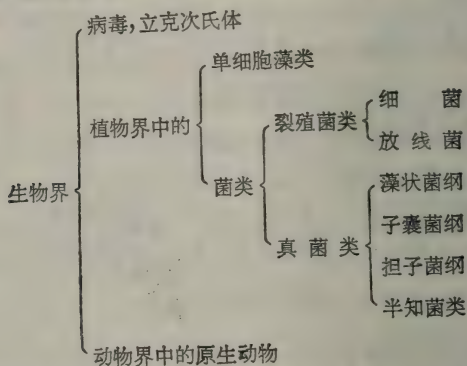 病毒,立克次氏体
单细胞藻类
细 菌
裂殖菌类
植物界中的
放 线 菌
菌类
藻状菌纲
生物界
子囊菌纲
真 菌 类
担子菌纲
半知菌类
动物界中的原生动物